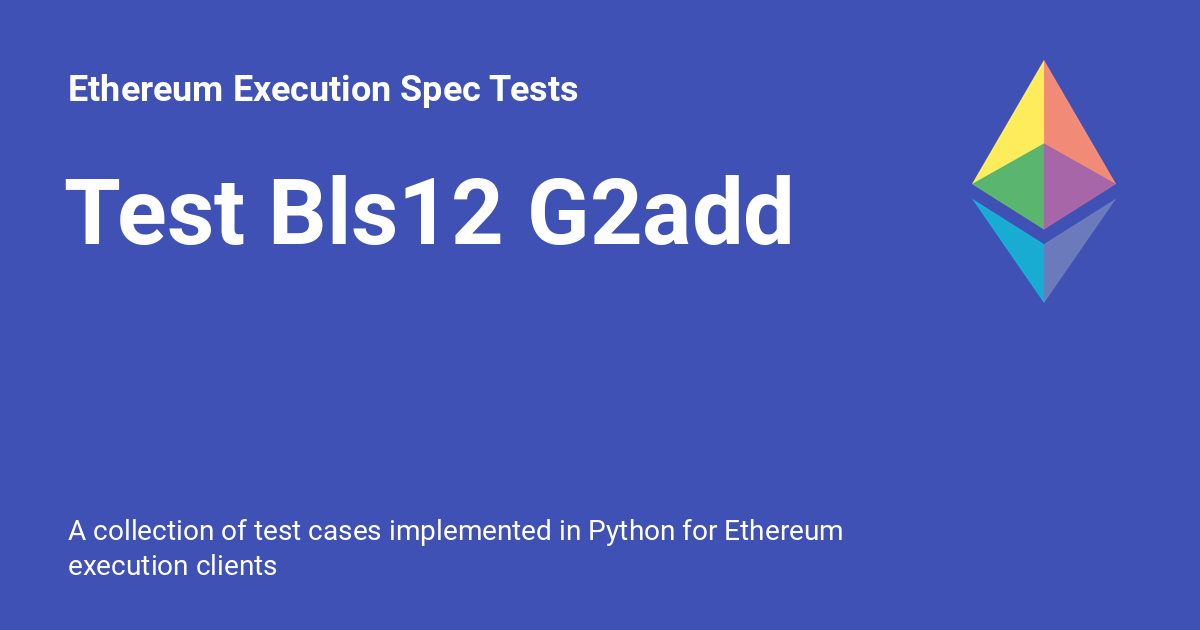 Ethereum Execution Spec Tests
Test Bls12 G2add
A collection of test cases implemented in Python for Ethereum
execution clients